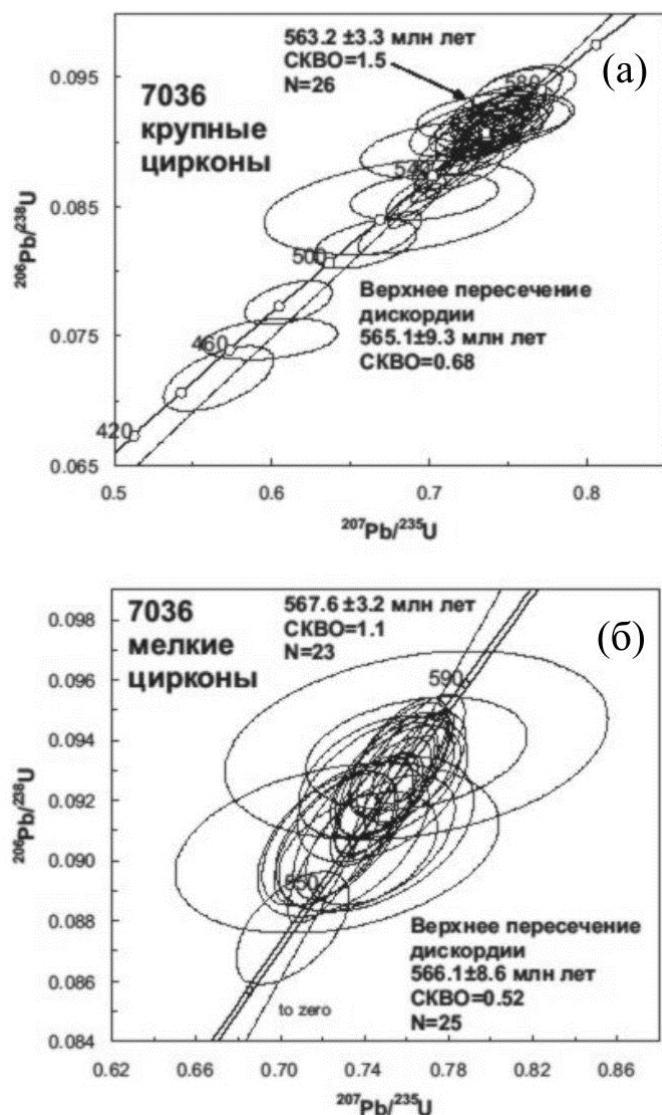 563.2 ±3.3 млн лет
СКВО=1.5
N=26
(а)
7036
крупные
цирконы
580
540
500
460
420
Верхнее пересечение
дискордии
565.1±9.3 млн лет
СКВО=0.68
0.095
0.085
0.075
0.065
206Pb/238U
0.5
0.6
0.7
0.8
207Pb/235U
7036
мелкие
цирконы
567.6 ±3.2 млн лет
СКВО=1.1
N=23
(б)
590
550
Верхнее пересечение
дискордии
566.1±8.6 млн лет
СКВО=0.52
N=25
to zero
0.098
0.096
0.094
0.092
0.090
0.088
0.086
0.084
206Pb/238U
0.62
0.66
0.70
0.74
0.78
0.82
0.86
207Pb/235U